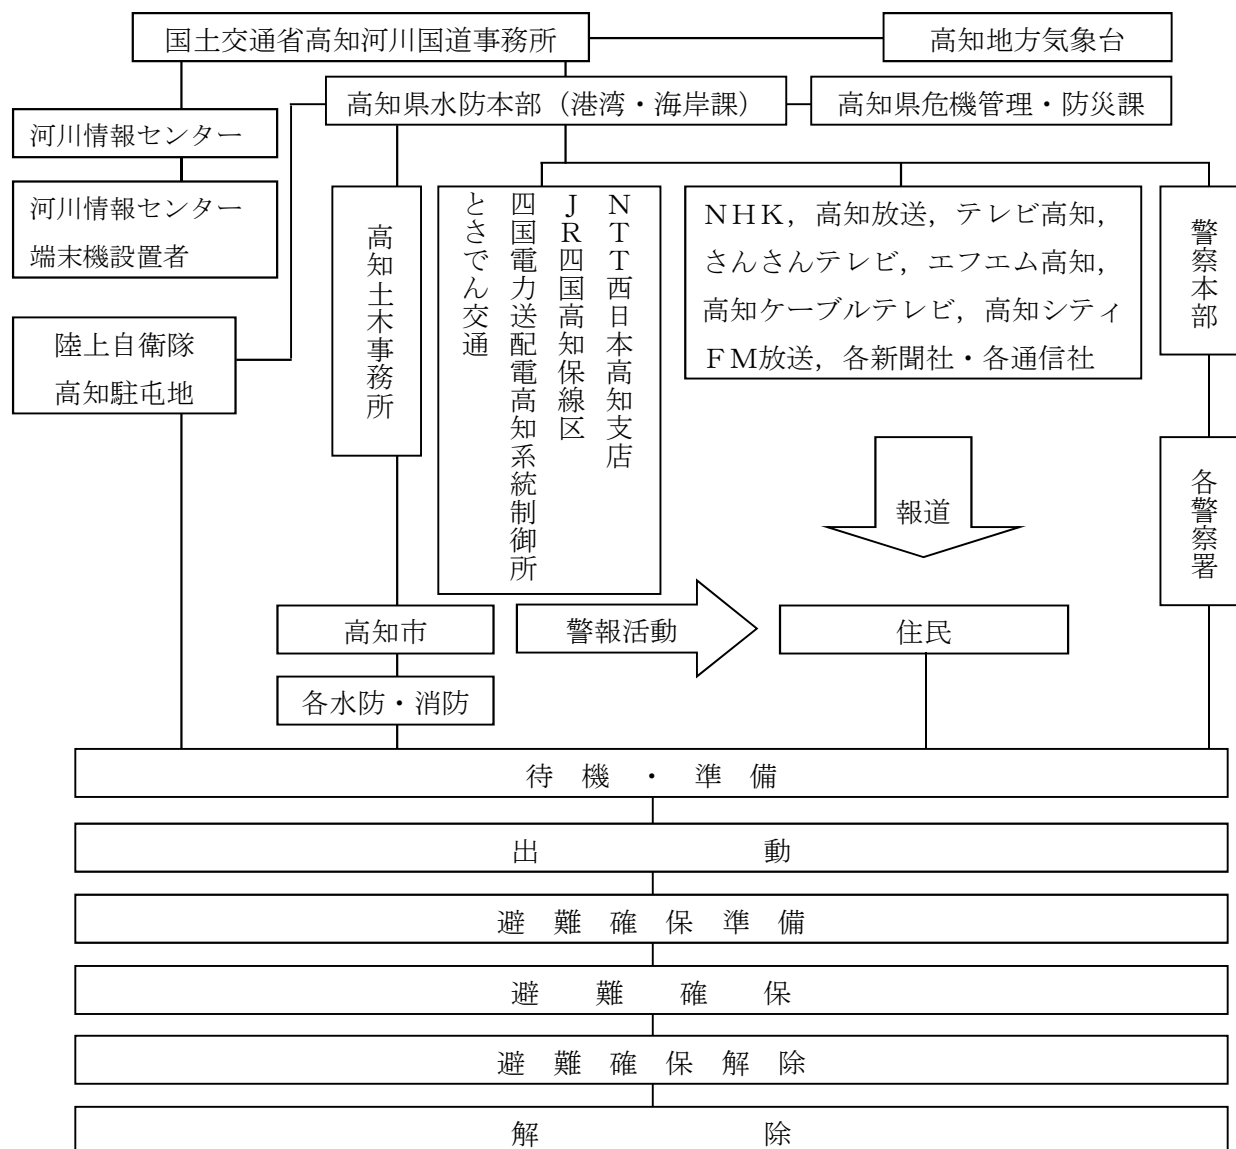 国土交通省高知河川国道事務所
高知地方気象台
高知県水防本部（港湾・海岸課）
高知県危機管理・防災課
河川情報センター
河川情報センター
端末機設置者
陸上自衛隊
高知駐屯地
高知土木事務所
ＮＴＴ西日本高知支店
ＪＲ四国高知保線区
四国電力送配電高知系統制御所
とさでん交通
ＮＨＫ，高知放送，テレビ高知，
さんさんテレビ，エフエム高知，
高知ケーブルテレビ，高知シティ
ＦＭ放送，各新聞社・各通信社
警察本部
各警察署
報道
高知市
警報活動
住民
各水防・消防
待機・準備
出動
避難確保準備
避難確保
避難確保解除
解除